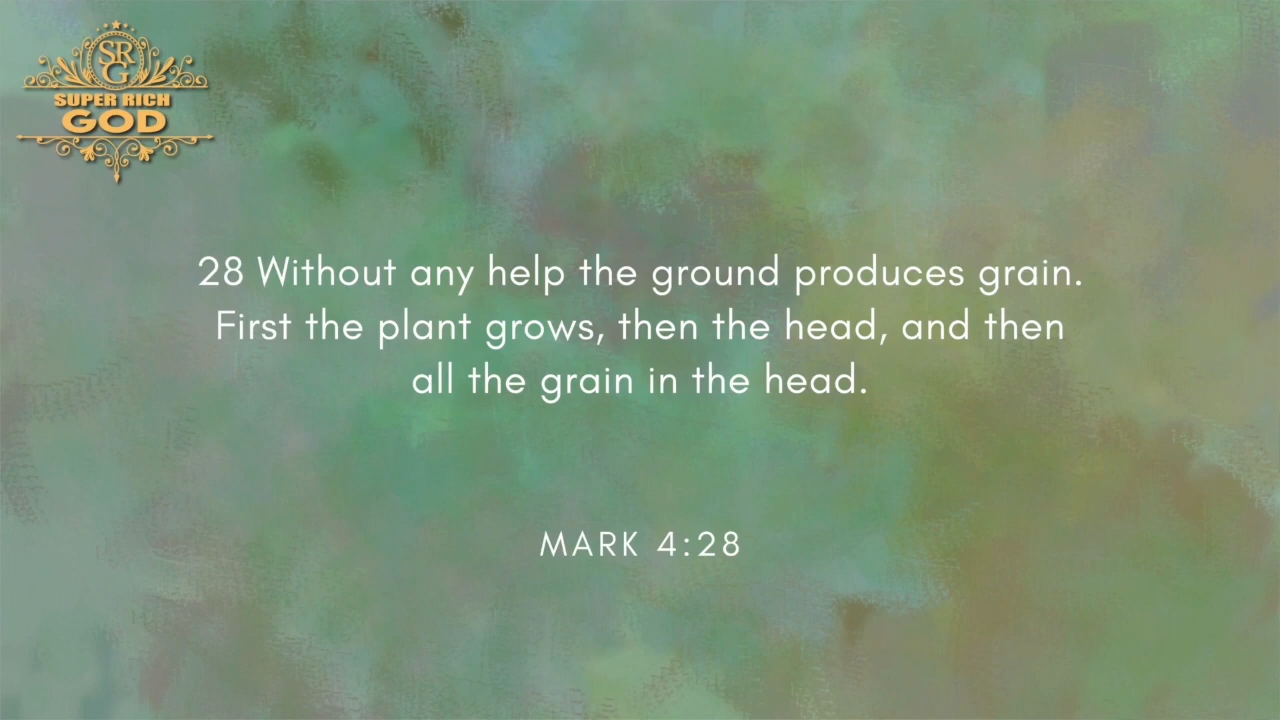 SR
G
SUPER RICH
GOD
28 Without any help the ground produces grain.
First the plant grows, then the head, and then
all the grain in the head.
MARK 4:28